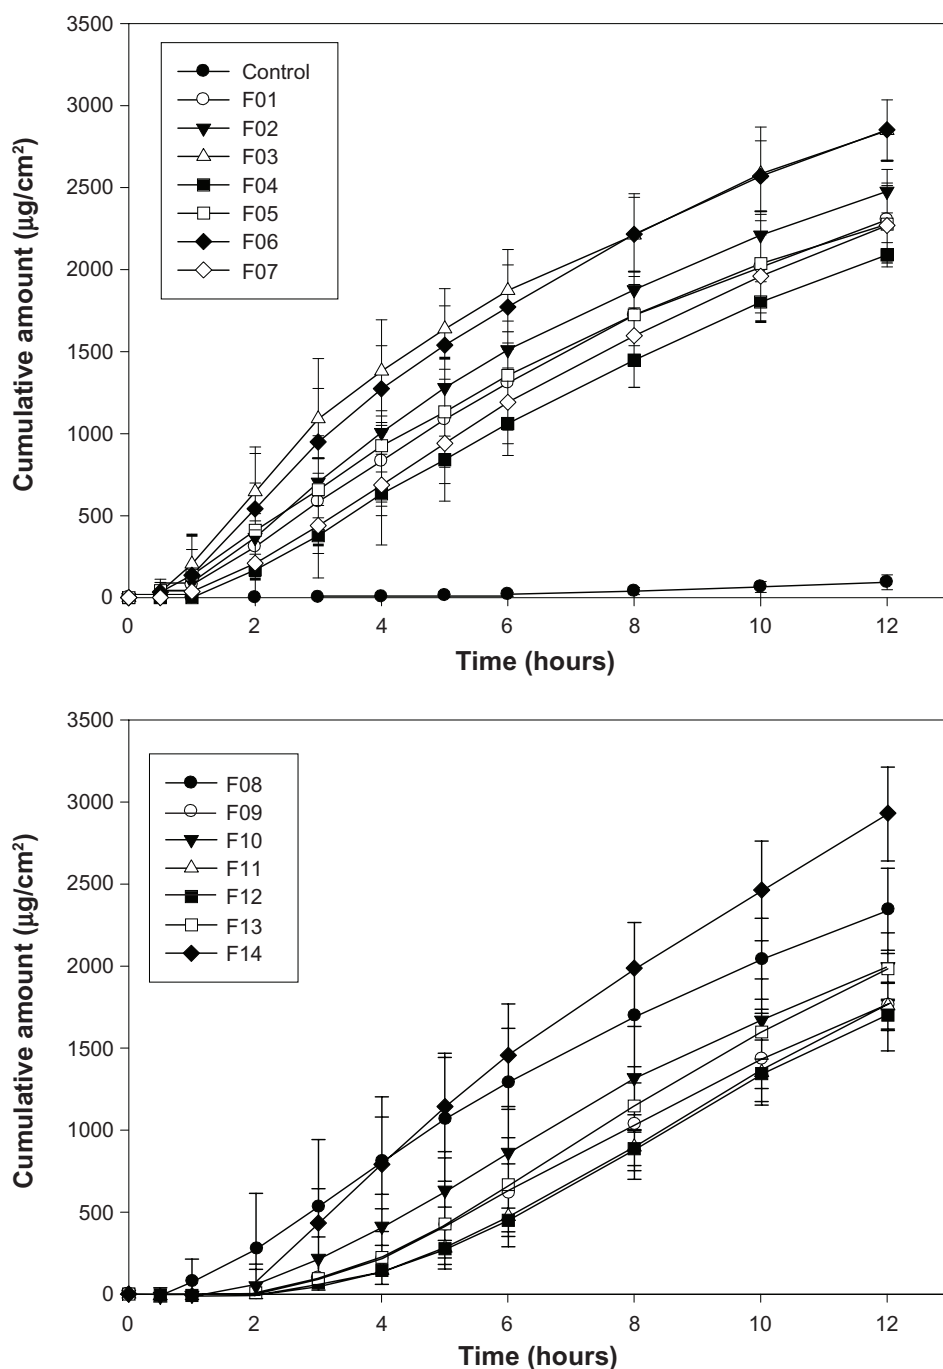 3500
3000
2500
2000
1500
1000
500
0
Cumulative amount (µg/cm²)
Control
F01
F02
F03
F04
F05
F06
F07
0 2 4 6 8 10 12
Time (hours)
3500
3000
2500
2000
1500
1000
500
0
Cumulative amount (µg/cm²)
F08
F09
F10
F11
F12
F13
F14
0 2 4 6 8 10 12
Time (hours)